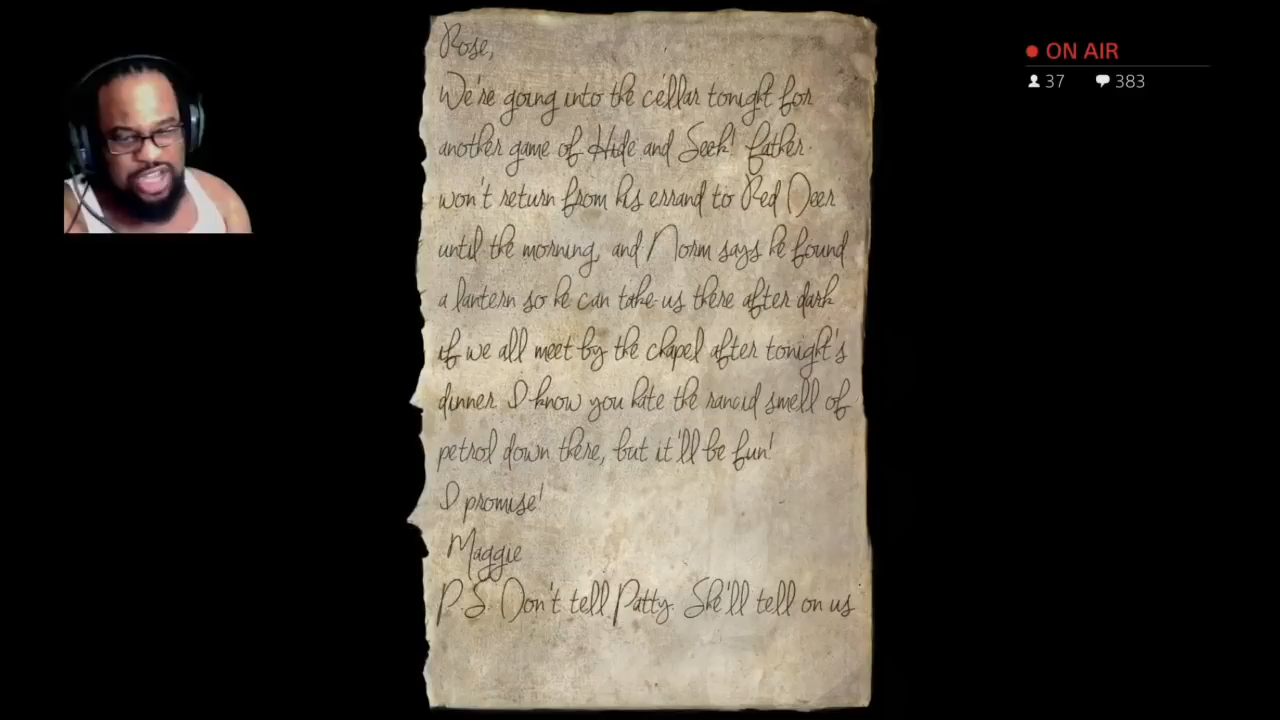 Rose,
We're going into the cellar tonight for
another game of Hide and Seek! Father
won't return from his errand to Red Deer
until the morning, and Norm says he found
a lantern so he can take us there after dark
if we all meet by the chapel after tonight's
dinner. I know you hate the rancid smell of
petrol down there, but it'll be fun!
I promise!
Maggie
P.S. Don't tell Patty. She'll tell on us
ON AIR
37 383